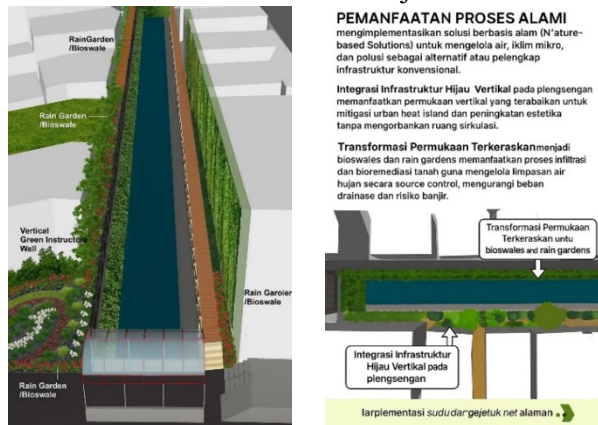 RainGarden
/Bioswale
Rain Garden
/Bioswale
Vertical
Green Instructore
Wall
Rain Garoier
/Bioswale
Rain Garden
/Bioswale
PEMANFAATAN PROSES ALAMI
mengimplementasikan solusi berbasis alam (N'ature-
based Solutions) untuk mengelola air, iklim mikro,
dan polusi sebagai alternatif atau pelengkap
infrastruktur konvensional.
Integrasi Infrastruktur Hijau Vertikal pada plengsengan
memanfaatkan permukaan vertikal yang terabaikan untuk
mitigasi urban heat island dan peningkatan estetika
tanpa mengorbankan ruang sirkulasi.
Transformasi Permukaan Terkeraskanmenjadi
bioswales dan rain gardens memanfaatkan proses infiltrasi
dan bioremediasi tanah guna mengelola limpasan air
hujan secara source control, mengurangi beban
drainase dan risiko banjir.
Transformasi Permukaan
Terkeraskan untu
bioswales and rain gardens
Integrasi Infrastruktur
Hijau Vertikal pada
plengsengan
Iarplementasi sudu dar gejetuk net alaman